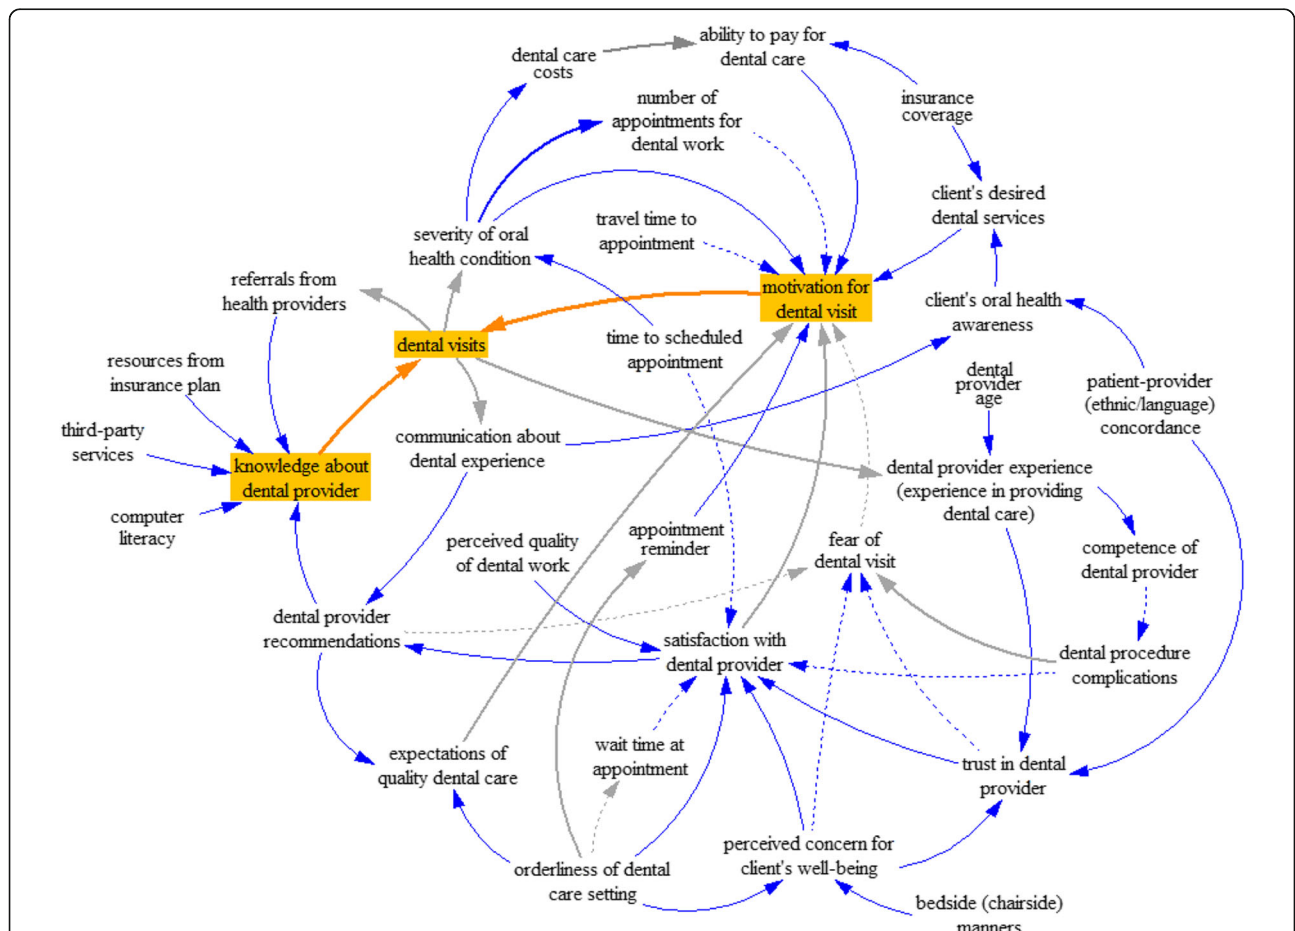 ability to pay for
dental care
dental care
costs
number of
appointments for
dental work
insurance
coverage
client's desired
dental services
travel time to
appointment
severity of oral
health condition
referrals from
health providers
motivation for
dental visit
client's oral health
awareness
dental visits
time to scheduled
appointment
resources from
insurance plan
dental
provider
age
patient-provider
(ethnic/language)
concordance
third-party
services
communication about
dental experience
knowledge about
dental provider
dental provider experience
(experience in providing
dental care)
computer
literacy
perceived quality
of dental work
appointment
reminder
fear of
dental visit
competence of
dental provider
dental provider
recommendations
satisfaction with
dental provider
dental procedure
complications
expectations of
quality dental care
wait time at
appointment
trust in dental
provider
orderliness of dental
care setting
perceived concern for
client's well-being
bedside (chairside)
manners